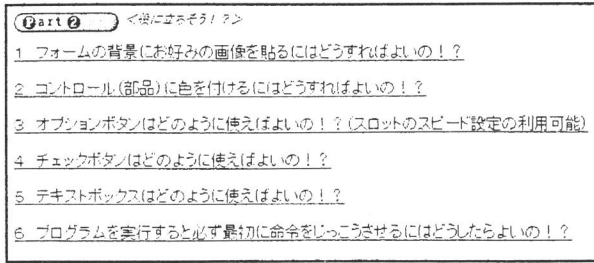 Part ❷ <役に立ちそう!?>
1 フォームの背景にお好みの画像を貼るにはどうすればよいの!?
2 コントロール(部品)に色を付けるにはどうすればよいの!?
3 オプションボタンはどのように使えばよいの!?(スロットのスピード設定の利用可能)
4 チェックボタンはどのように使えばよいの!?
5 テキストボックスはどのように使えばよいの!?
6 プログラムを実行すると必ず最初に命令をじっこうさせるにはどうしたらよいの!?